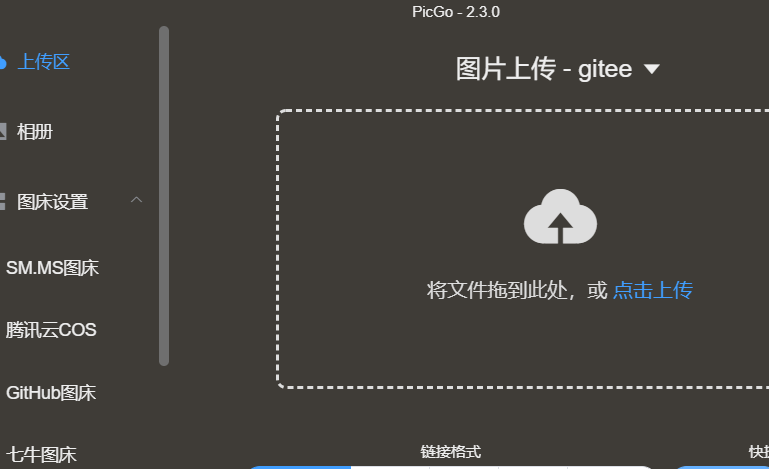 PicGo - 2.3.0
上传区
相册
图床设置
SM.MS图床
腾讯云COS
GitHub图床
七牛图床
图片上传 - gitee
将文件拖到此处，或 点击上传
链接格式
快